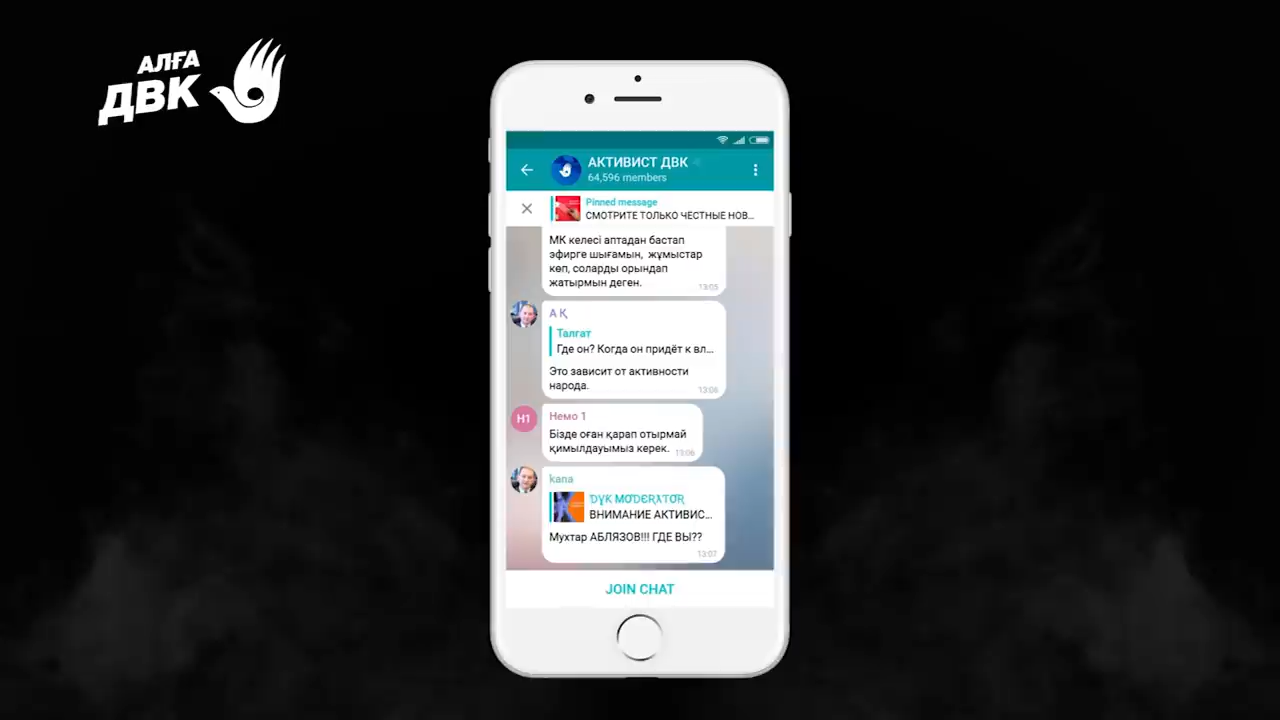 АЛҒА
ДВК
АКТИВИСТ ДВК
64,596 members
Pinned message
СМОТРИТЕ ТОЛЬКО ЧЕСТНЫЕ НОВ...
МК келесі аптадан бастап
эфирге шығамын, жұмыстар
көп, соларды орындап
жатырмын деген.
13:05
А Қ
Талгат
Где он? Когда он придёт к вл...
Это зависит от активности
народа.
13:06
Н1
Немо 1
Бізде оған қарап отырмай
қимылдауымыз керек.
13:06
kana
ВНИМАНИЕ АКТИВИС...
Мухтар АБЛЯЗОВ!!! ГДЕ ВЫ??
13:07
JOIN CHAT